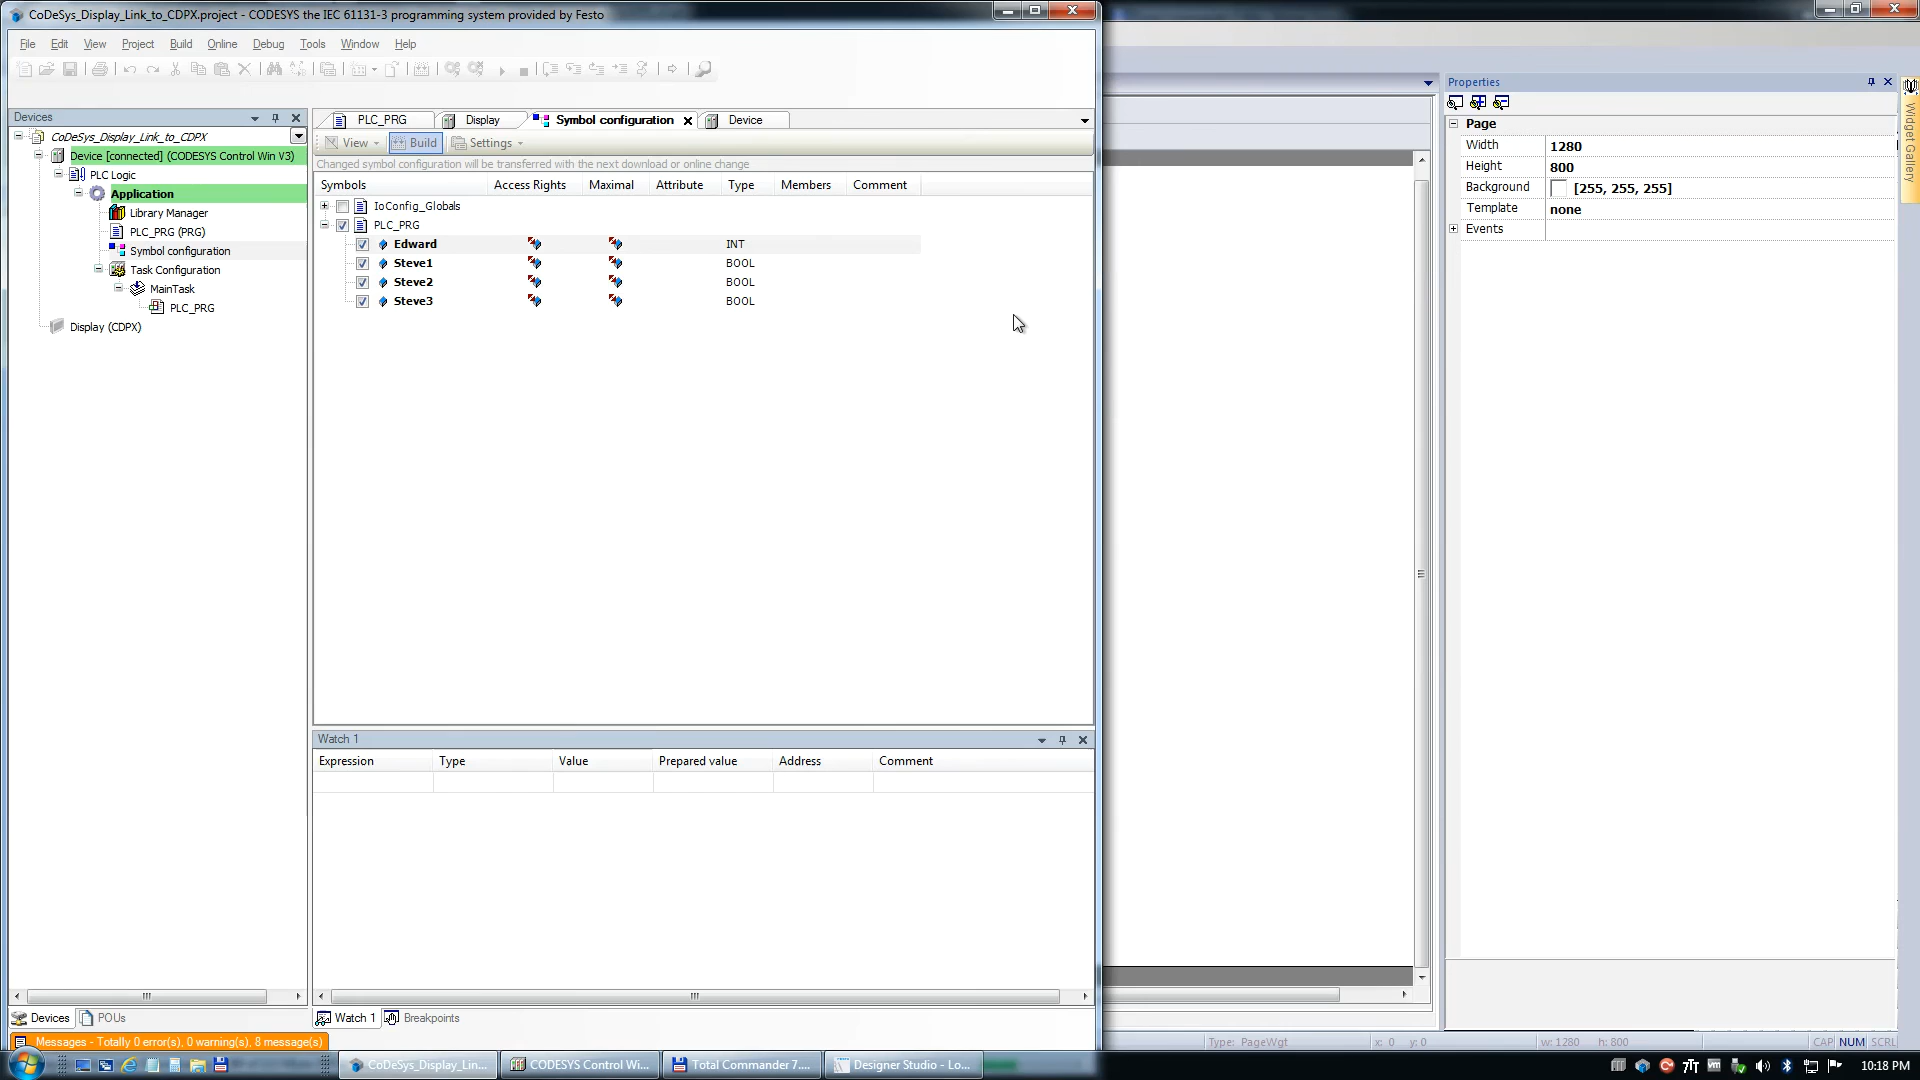 CoDeSys_Display_Link_to_CDPX.project - CODESYS the IEC 61131-3 programming system provided by Festo
File Edit View Project Build Online Debug Tools Window Help
Devices
CoDeSys_Display_Link_to_CDPX
Device [connected] (CODESYS Control Win V3)
PLC Logic
Application
Library Manager
PLC_PRG (PRG)
Symbol configuration
Task Configuration
MainTask
PLC_PRG
Display (CDPX)
PLC_PRG Display Symbol configuration Device
View Build Settings
Changed symbol configuration will be transferred with the next download or online change
Symbols Access Rights Maximal Attribute Type Members Comment
IoConfig_Globals
PLC_PRG
Edward INT
Steve1 BOOL
Steve2 BOOL
Steve3 BOOL
Watch 1
Expression Type Value Prepared value Address Comment
Devices POUs
Watch 1 Breakpoints
Messages - Totally 0 error(s), 0 warning(s), 8 message(s)
Properties
Page
Width 1280
Height 800
Background [255, 255, 255]
Template none
Events
Widget Gallery
Type: PageWgt x: 0 y: 0 w: 1280 h: 800 CAP NUM SCRL
CoDeSys_Display_Lin... CODESYS Control Wi... Total Commander 7.... Designer Studio - Lo... 10:18 PM